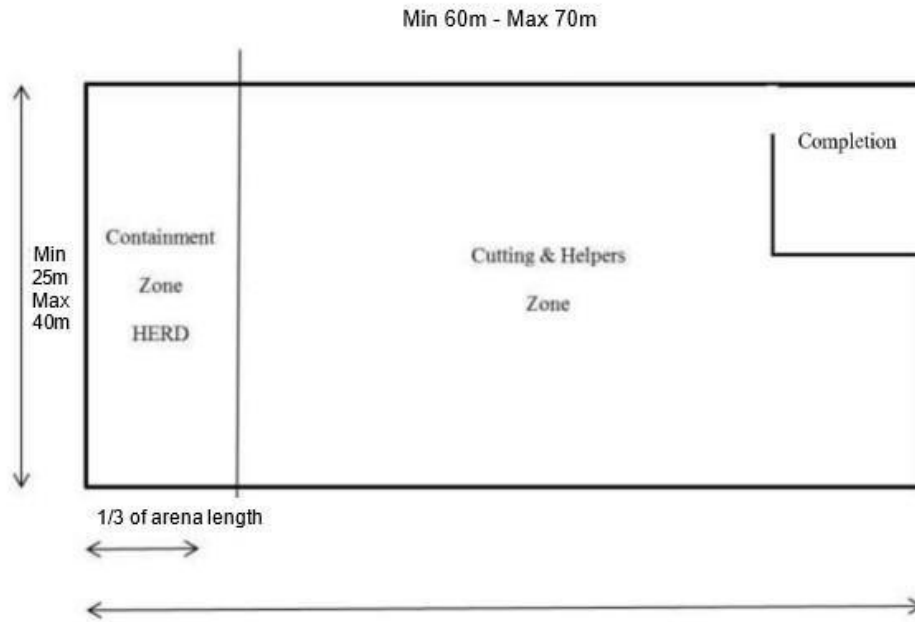 Min 60m - Max 70m
Completion
Containment
Zone
HERD
Min
25m
Max
40m
Cutting & Helpers
Zone
1/3 of arena length